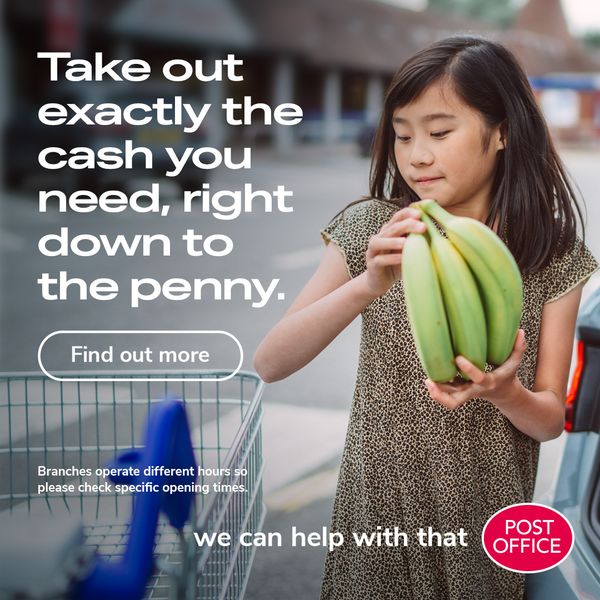 Take out
exactly the
cash you
need, right
down to
the penny.
Find out more
Branches operate different hours so
please check specific opening times.
we can help with that
POST
OFFICE